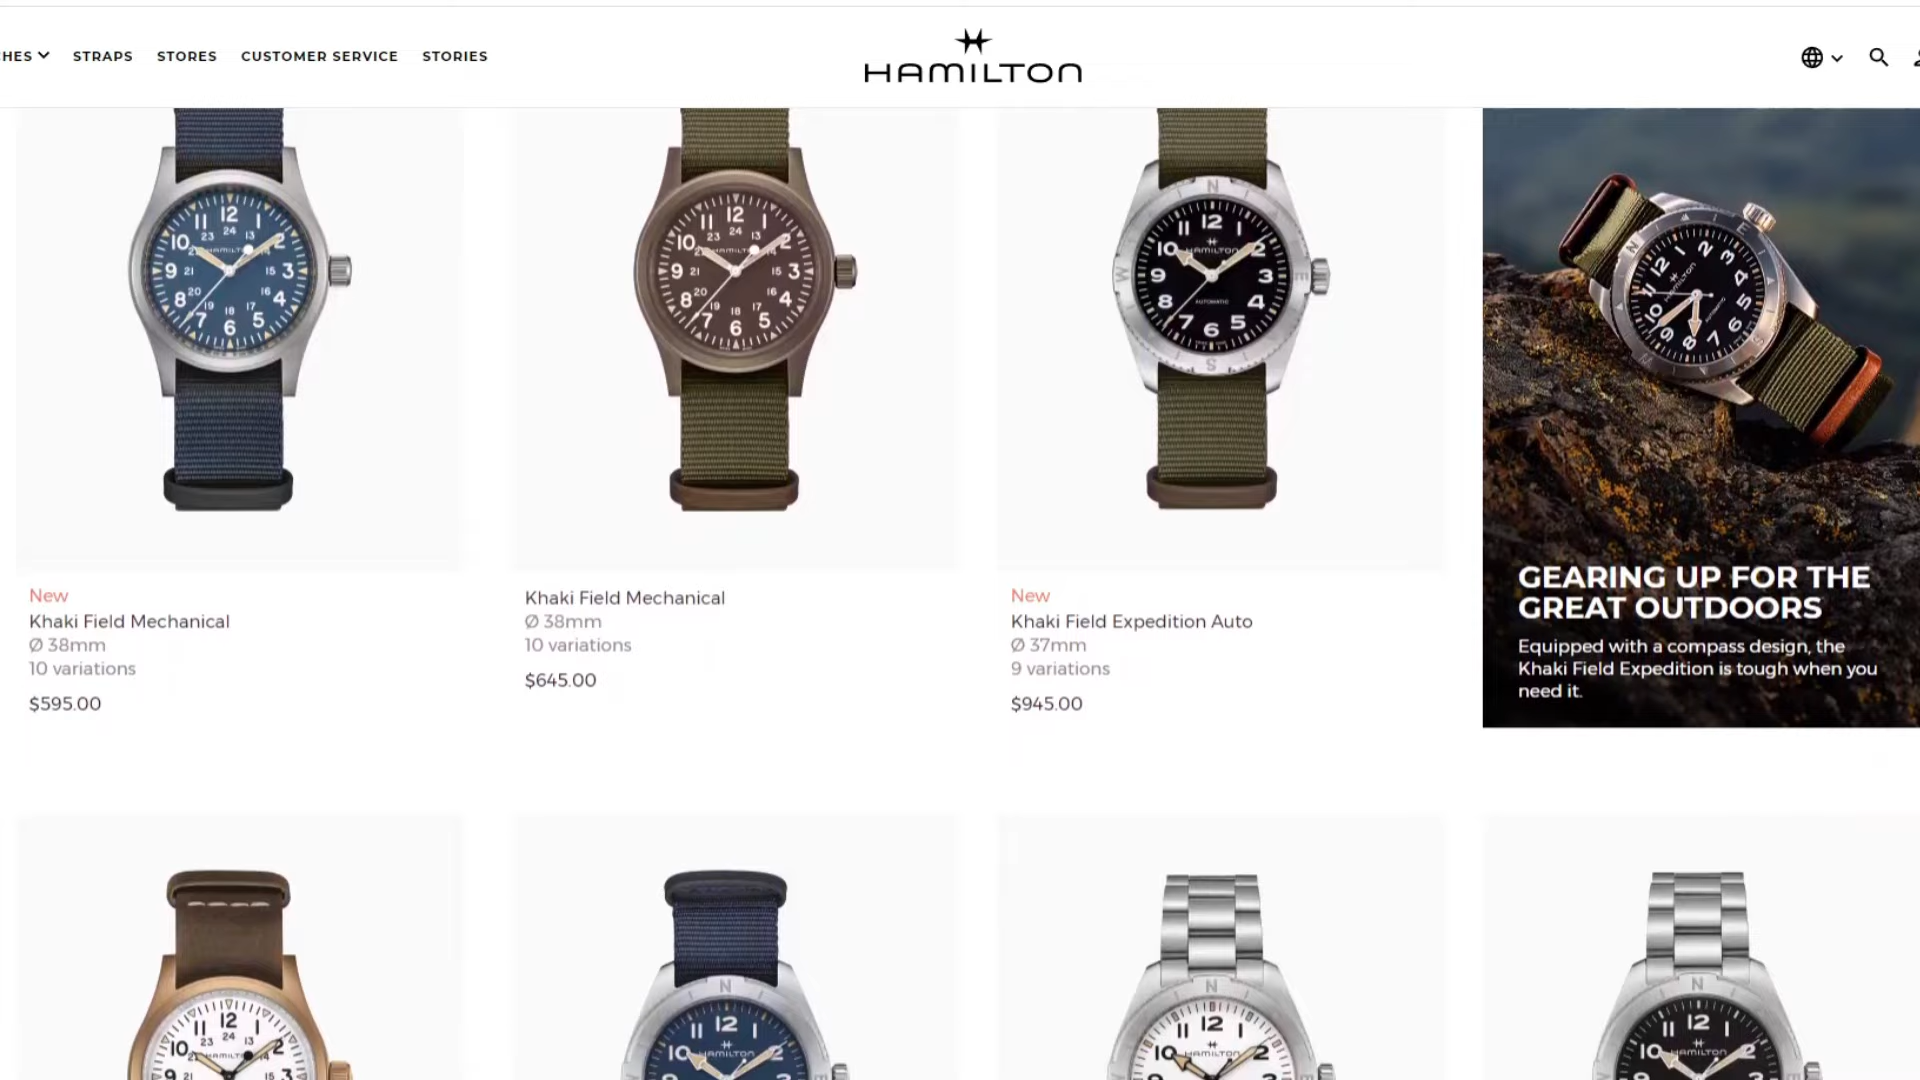 STRAPS
STORES
CUSTOMER SERVICE
STORIES
HAMILTON
New
Khaki Field Mechanical
Ø 38mm
10 variations
$595.00
Khaki Field Mechanical
Ø 38mm
10 variations
$645.00
New
Khaki Field Expedition Auto
Ø 37mm
9 variations
$945.00
GEARING UP FOR THE
GREAT OUTDOORS
Equipped with a compass design, the
Khaki Field Expedition is tough when you
need it.